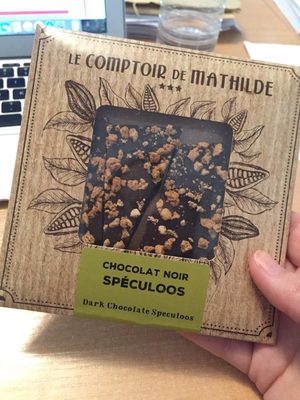 LE COMPTOIR DE MATHILDE
CHOCOLAT NOIR
SPÉCULOOS
Dark Chocolate Speculoos